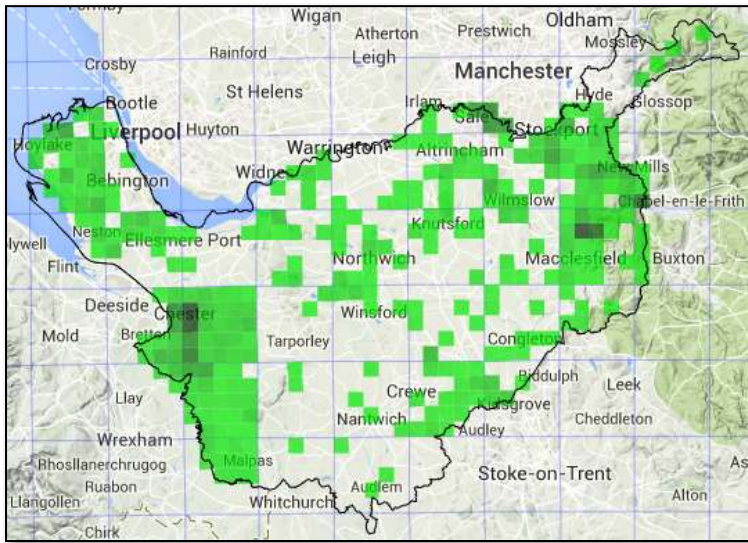 Wigan
Oldham
Atherton
Prestwich
Mossley
Crosby
Rainford
Leigh
Manchester
St Helens
Bootle
Irlam
Sale
Hyde
Glossop
Liverpool
Huyton
Stockport
Hoylake
Warrington
Altrincham
Widne
New Mills
Bebington
Wilmslow
Chapel-en-le-Frith
Neston
Ellesmere Port
Knutsford
olywell
Flint
Northwich
Macclesfield
Buxton
Deeside
Chester
Winsford
Mold
Bretton
Tarporley
Congleton
Biddulph
Leek
Llay
Crewe
Kidsgrove
Nantwich
Cheddleton
Wrexham
Audley
Rhosllanerchrugog
Malpas
Stoke-on-Trent
Ruabon
Audlem
Llangollen
Whitchurch
Alton
Chirk